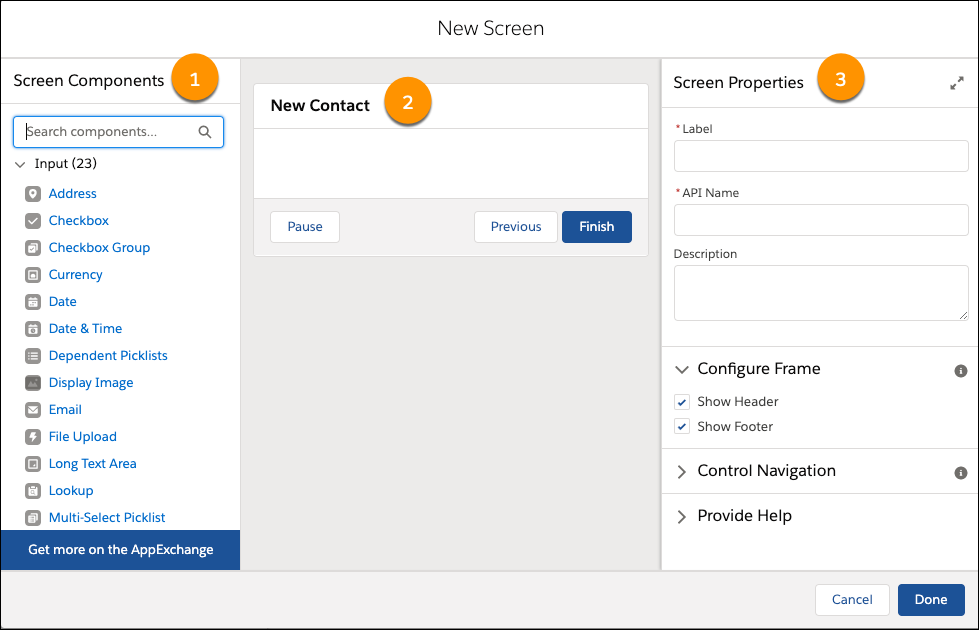 New Screen
Screen Components
1
Search components...
Input (23)
Address
Checkbox
Checkbox Group
Currency
Date
Date & Time
Dependent Picklists
Display Image
Email
File Upload
Long Text Area
Lookup
Multi-Select Picklist
Get more on the AppExchange
New Contact
2
Pause
Previous
Finish
Screen Properties
3
*Label
*API Name
Description
Configure Frame
Show Header
Show Footer
Control Navigation
Provide Help
Cancel
Done